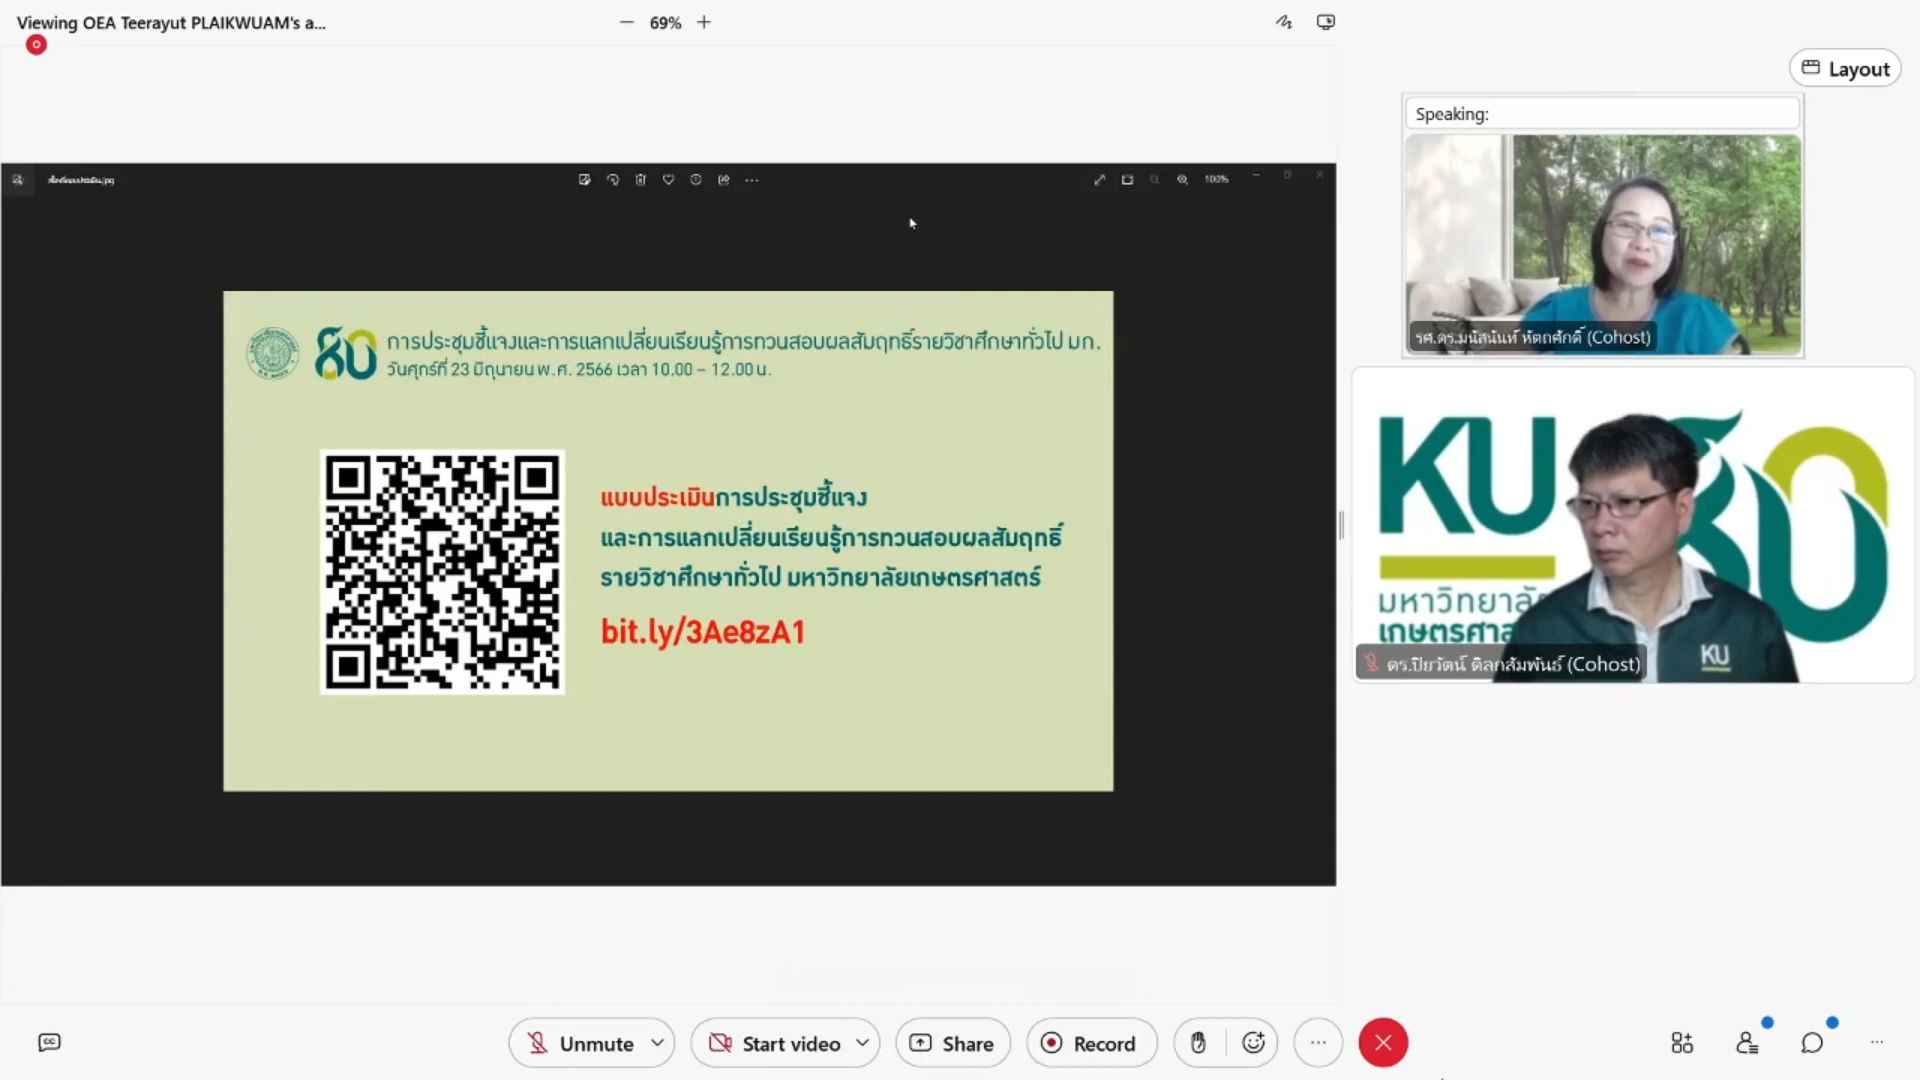 Viewing OEA Teerayut PLAIKWUAM's a...
69%
Layout
Speaking:
100%
รศ.ดร.มนัสนันท์ หัตถศักดิ์ (Cohost)
การประชุมชี้แจงและการแลกเปลี่ยนเรียนรู้การทวนสอบผลสัมฤทธิ์รายวิชาศึกษาทั่วไป มก.
วันศุกร์ที่ 23 มิถุนายน พ.ศ. 2566 เวลา 10.00 – 12.00 น.
แบบประเมินการประชุมชี้แจง
และการแลกเปลี่ยนเรียนรู้การทวนสอบผลสัมฤทธิ์
รายวิชาศึกษาทั่วไป มหาวิทยาลัยเกษตรศาสตร์
bit.ly/3Ae8zA1
KU 80
มหาวิทยาลัย
เกษตรศาส
KU
ดร.ปิยวัตน์ ดิลกสัมพันธ์ (Cohost)
CC
Unmute
Start video
Share
Record